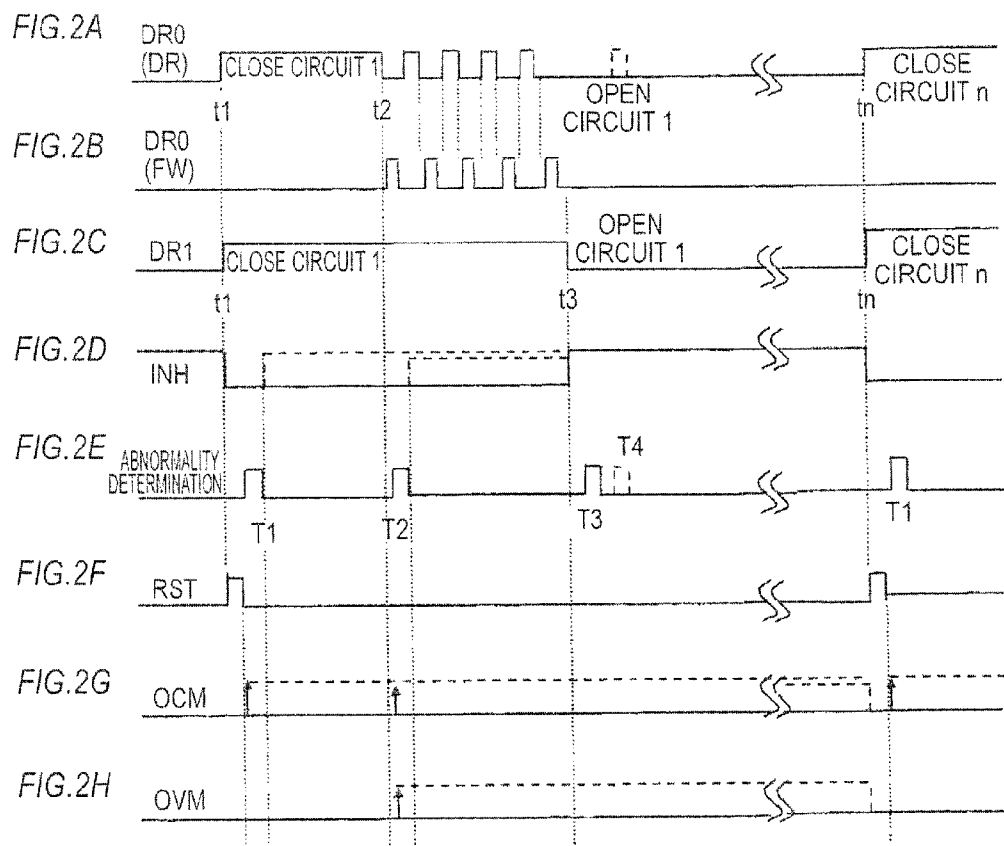 FIG.2A DR0 (DR)
CLOSE CIRCUIT 1
OPEN CIRCUIT 1
CLOSE CIRCUIT n
t1 t2 tn
FIG.2B DR0 (FW)
FIG.2C DR1
CLOSE CIRCUIT 1
OPEN CIRCUIT 1
CLOSE CIRCUIT n
t1 t3 tn
FIG.2D INH
FIG.2E ABNORMALITY DETERMINATION
T4
T1 T2 T3 T1
FIG.2F RST
FIG.2G OCM
FIG.2H OVM